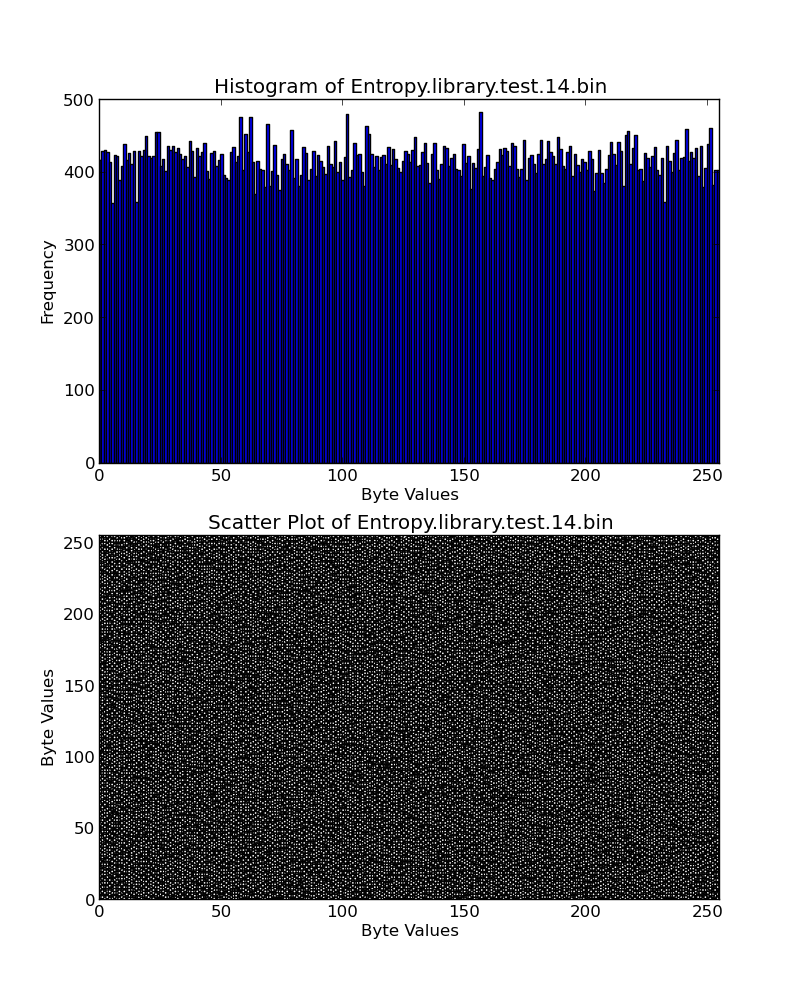 Histogram of Entropy.library.test.14.bin
500
400
300
200
100
0
Frequency
0 50 100 150 200 250
Byte Values
Scatter Plot of Entropy.library.test.14.bin
250
200
150
100
50
0
Byte Values
0 50 100 150 200 250
Byte Values